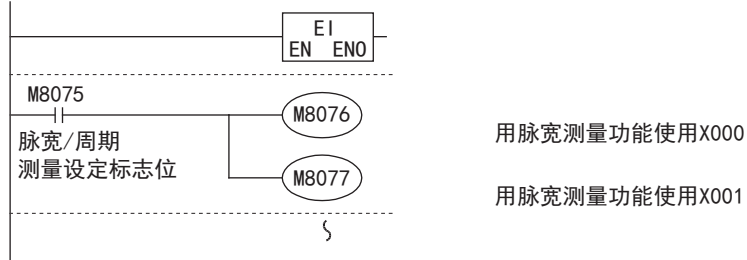 EI
EN ENO
M8075
M8076
用脉宽测量功能使用X000
脉宽/周期
测量设定标志位
M8077
用脉宽测量功能使用X001